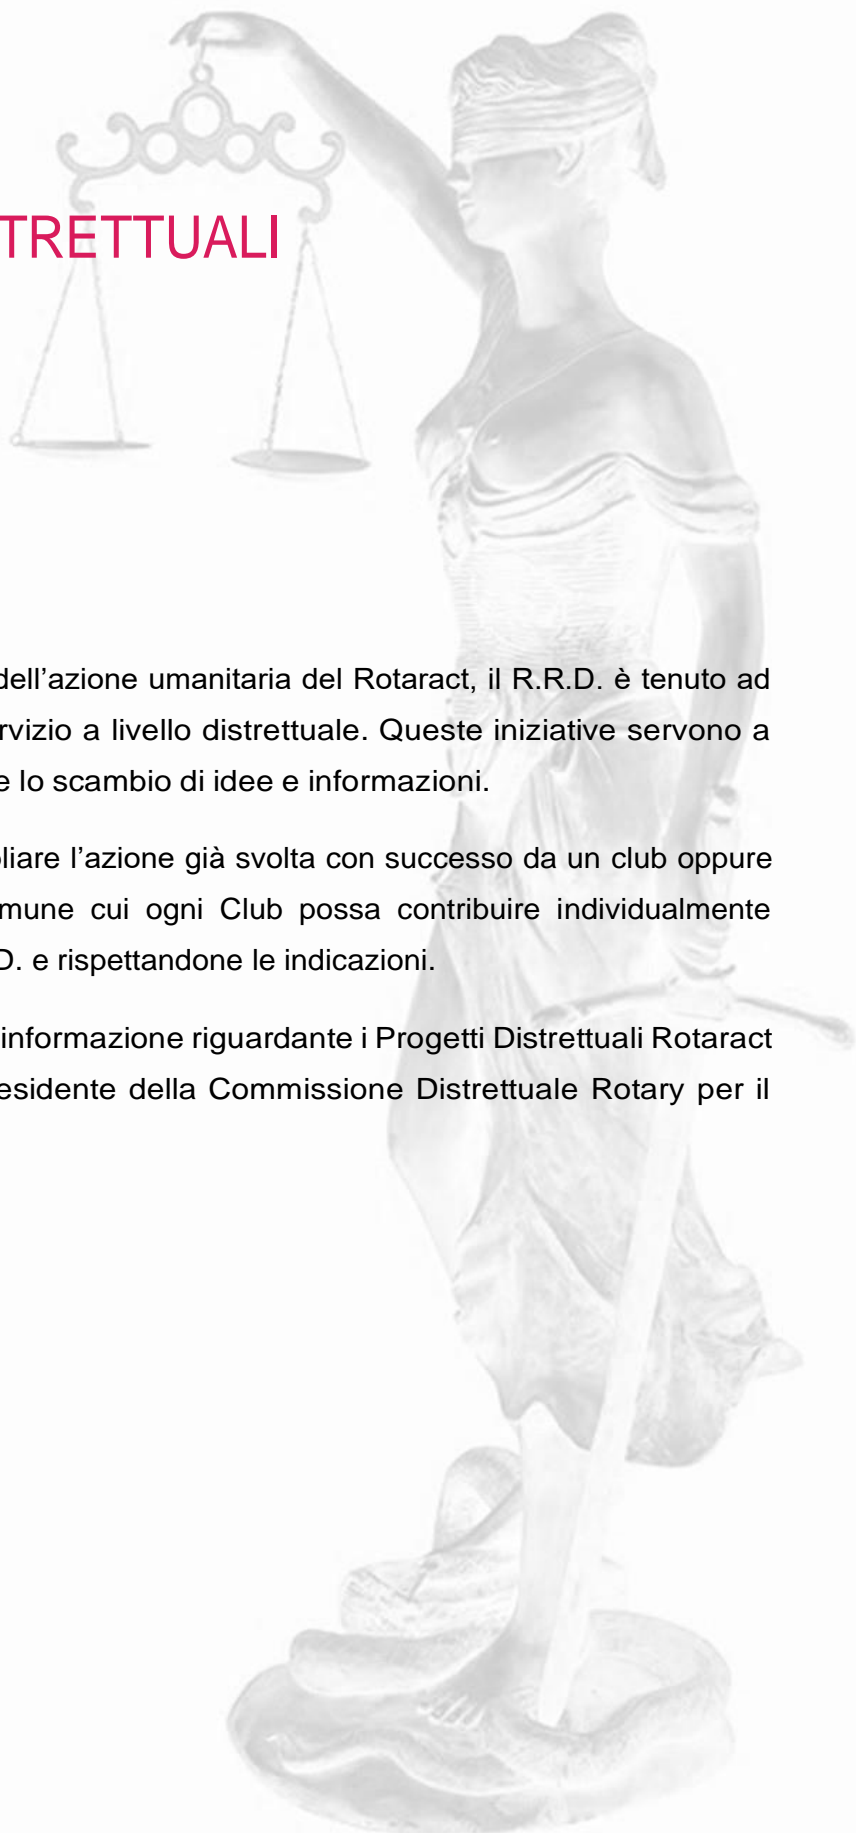 TRETTUALI
dell’azione umanitaria del Rotaract, il R.R.D. è tenuto ad
rvizio a livello distrettuale. Queste iniziative servono a
e lo scambio di idee e informazioni.
pliare l’azione già svolta con successo da un club oppure
mune cui ogni Club possa contribuire individualmente
D. e rispettandone le indicazioni.
informazione riguardante i Progetti Distrettuali Rotaract
esidente della Commissione Distrettuale Rotary per il